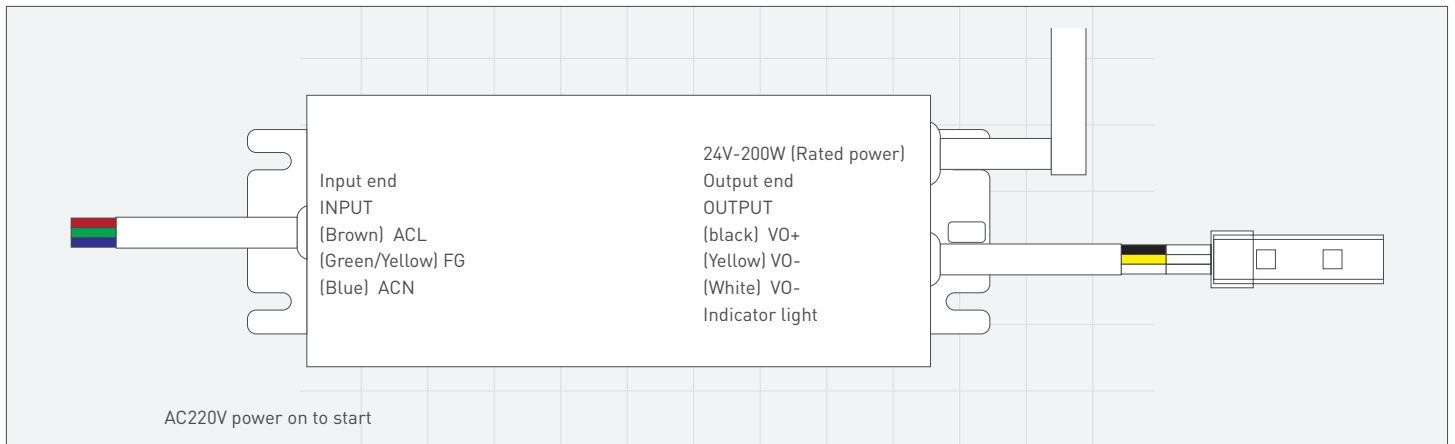 Input end
INPUT
(Brown) ACL
(Green/Yellow) FG
(Blue) ACN
24V-200W (Rated power)
Output end
OUTPUT
(black) VO+
(Yellow) VO-
(White) VO-
Indicator light
AC220V power on to start